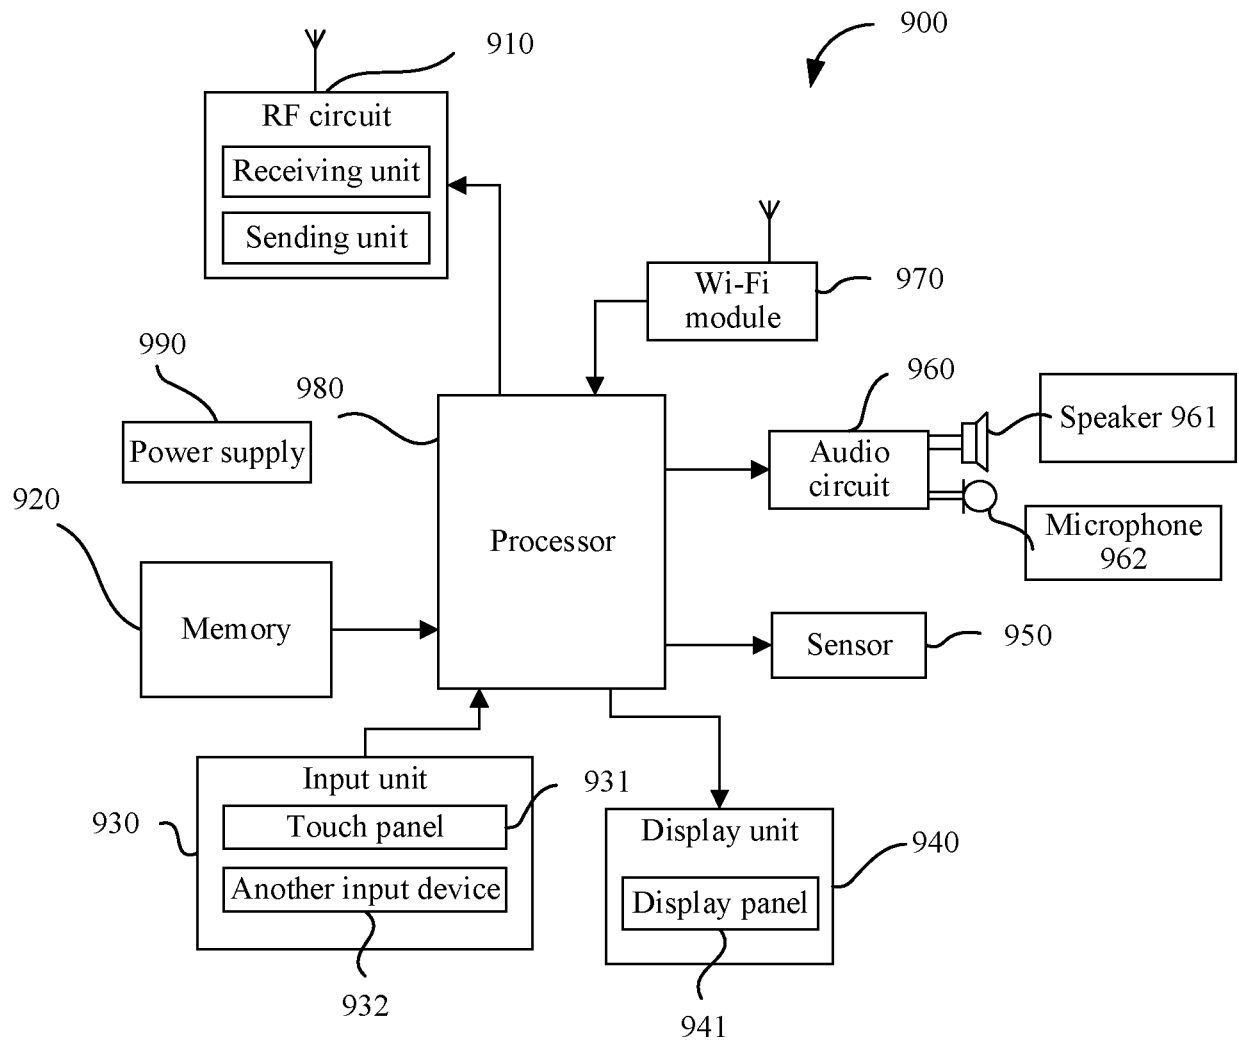 900
910
RF circuit
Receiving unit
Sending unit
Wi-Fi
module
970
990
980
960
Power supply
Audio
circuit
Speaker 961
920
Processor
Microphone
962
Memory
Sensor
950
Input unit
931
930
Touch panel
Another input device
932
Display unit
940
Display panel
941